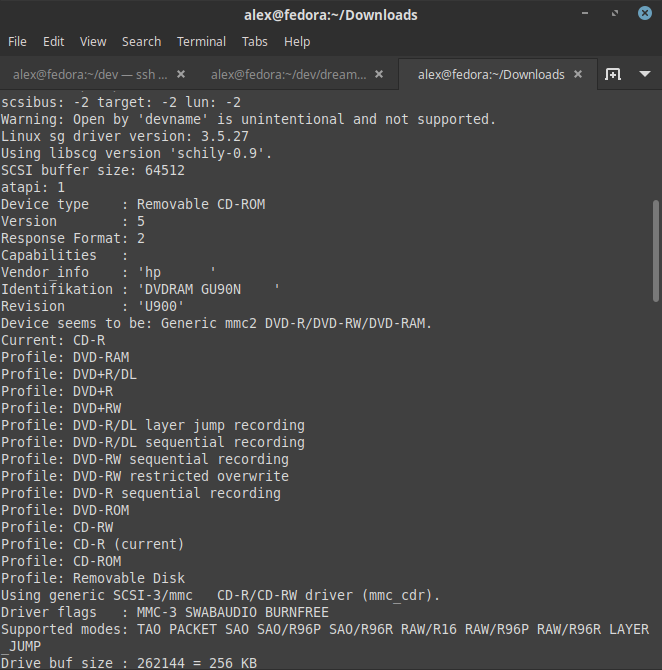 alex@fedora:~/Downloads
File Edit View Search Terminal Tabs Help
alex@fedora:~/dev — ssh ... alex@fedora:~/dev/dream... alex@fedora:~/Downloads
scsibus: -2 target: -2 lun: -2
Warning: Open by 'devname' is unintentional and not supported.
Linux sg driver version: 3.5.27
Using libscg version 'schily-0.9'.
SCSI buffer size: 64512
atapi: 1
Device type    : Removable CD-ROM
Version        : 5
Response Format: 2
Capabilities   :
Vendor_info    : 'hp      '
Identifikation : 'DVDRAM GU90N    '
Revision       : 'U900'
Device seems to be: Generic mmc2 DVD-R/DVD-RW/DVD-RAM.
Current: CD-R
Profile: DVD-RAM
Profile: DVD+R/DL
Profile: DVD+R
Profile: DVD+RW
Profile: DVD-R/DL layer jump recording
Profile: DVD-R/DL sequential recording
Profile: DVD-RW sequential recording
Profile: DVD-RW restricted overwrite
Profile: DVD-R sequential recording
Profile: DVD-ROM
Profile: CD-RW
Profile: CD-R (current)
Profile: CD-ROM
Profile: Removable Disk
Using generic SCSI-3/mmc   CD-R/CD-RW driver (mmc_cdr).
Driver flags   : MMC-3 SWABAUDIO BURNFREE
Supported modes: TAO PACKET SAO SAO/R96P SAO/R96R RAW/R16 RAW/R96P RAW/R96R LAYER
_JUMP
Drive buf size : 262144 = 256 KB